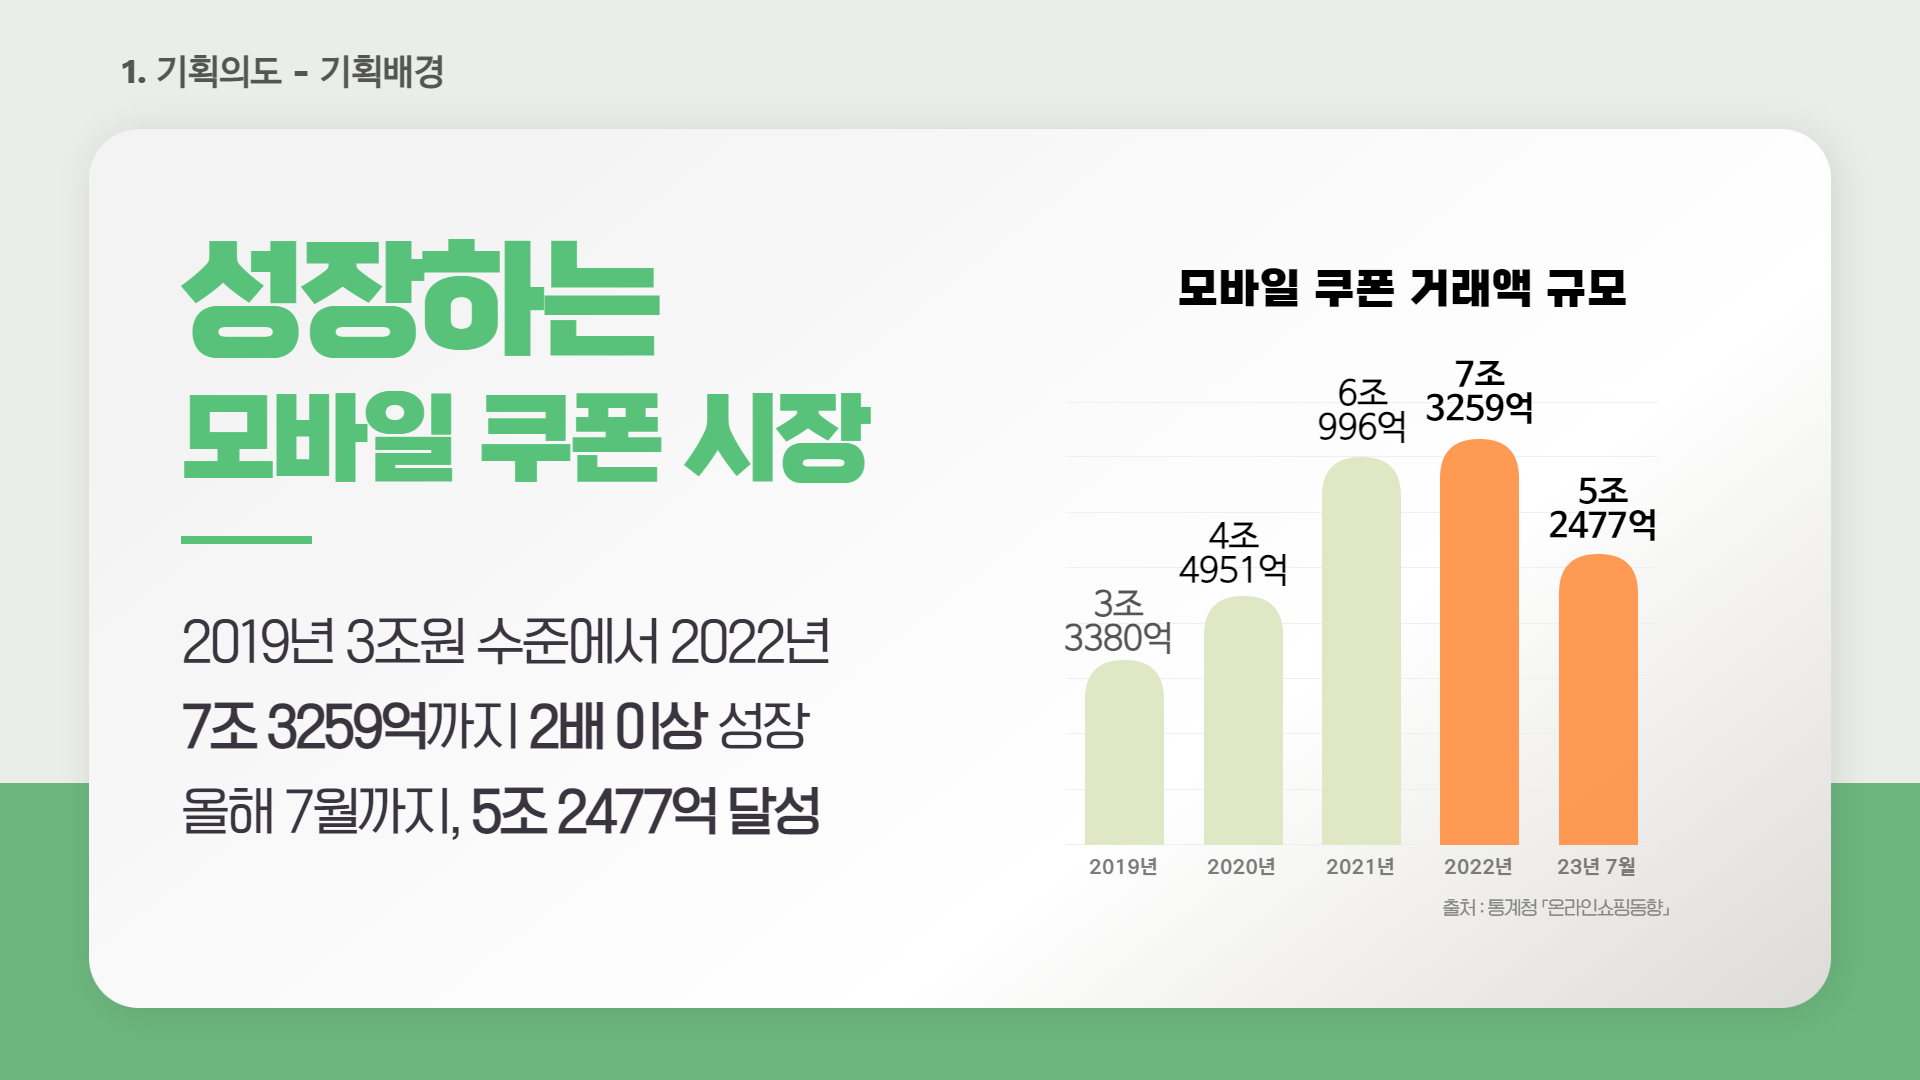 1. 기획의도 - 기획배경
성장하는
모바일 쿠폰 시장
2019년 3조원 수준에서 2022년
7조 3259억까지 2배 이상 성장
올해 7월까지, 5조 2477억 달성
모바일 쿠폰 거래액 규모
3조
3380억
4조
4951억
6조
996억
7조
3259억
5조
2477억
2019년
2020년
2021년
2022년
23년 7월
출처 : 통계청 「온라인쇼핑동향」